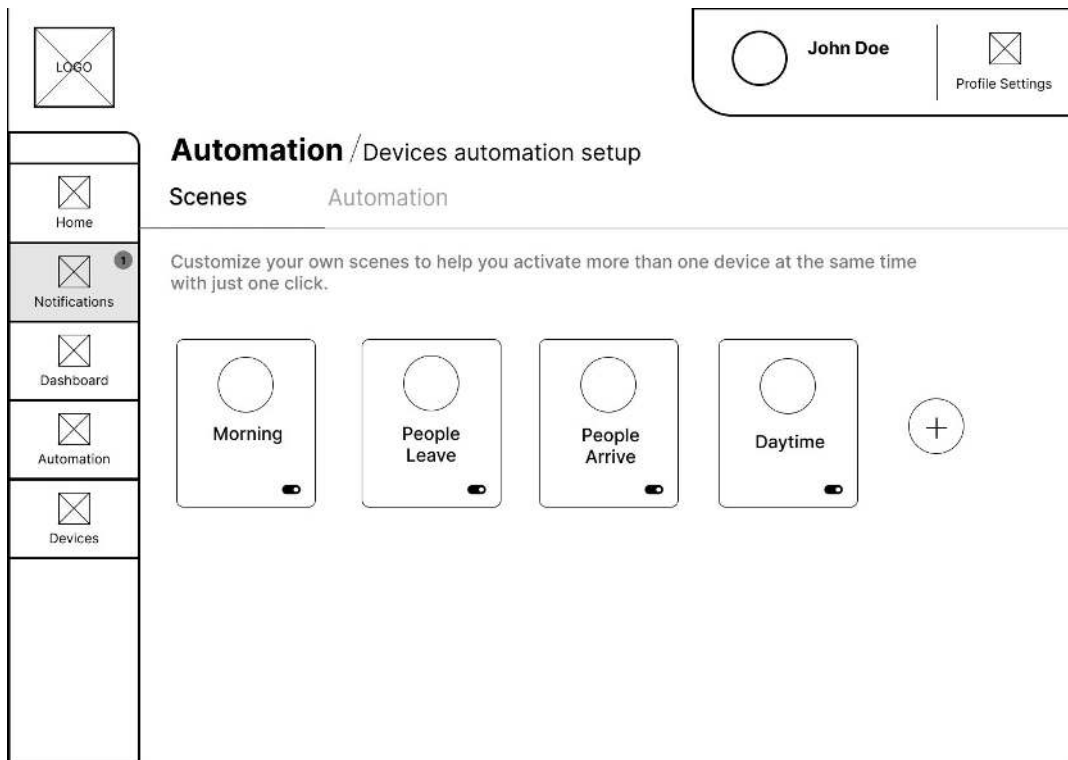 LOGO
John Doe
Profile Settings
Automation / Devices automation setup
Scenes
Automation
Home
1
Notifications
Dashboard
Automation
Devices
Customize your own scenes to help you activate more than one device at the same time
with just one click.
Morning
People
Leave
People
Arrive
Daytime
+